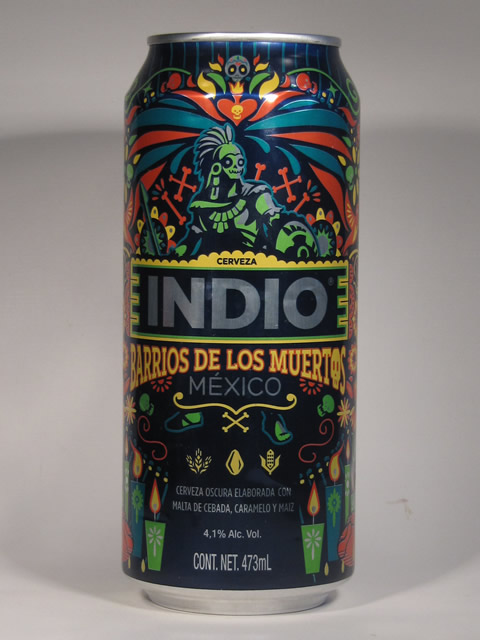 CERVEZA
INDIO®
BARRIOS DE LOS MUERTOS
MÉXICO
CERVEZA OSCURA ELABORADA CON
MALTA DE CEBADA, CARAMELO Y MAÍZ
4,1% Alc. Vol.
CONT. NET. 473mL